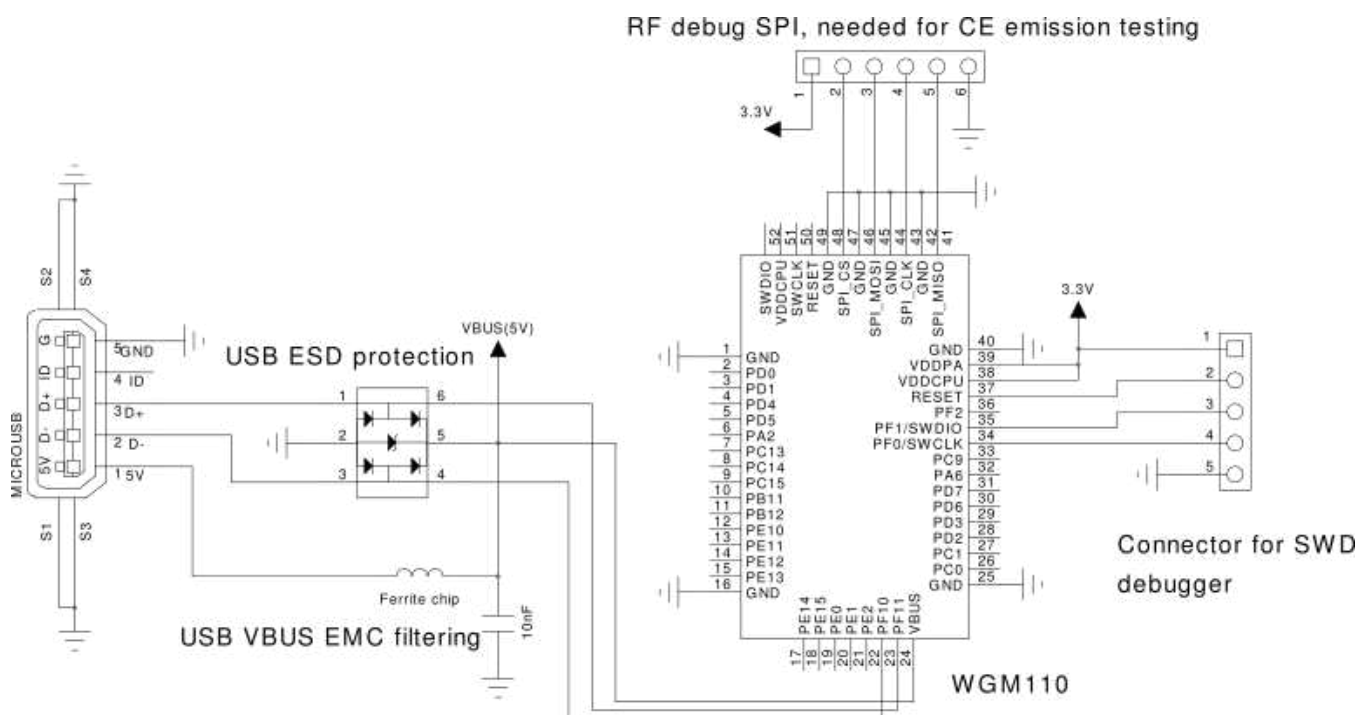 RF debug SPI, needed for CE emission testing
1 2 3 4 5 6
3.3V
52 51 50 49 48 47 46 45 44 43 42 41
SWDIO
VDDCPU
SWCLK
RESET
GND
SPI_CS
GND
SPI_MOSI
GND
SPI_CLK
GND
SPI_MISO
S2
S4
MICROUSB
G
ID
D+
D-
5V
5 GND
4 ID
3 D+
2 D-
1 5V
S1
S3
USB ESD protection
VBUS(5V)
1 6
2 5
3 4
Ferrite chip
USB VBUS EMC filtering
10nF
1 GND
2 PD0
3 PD1
4 PD4
5 PD5
6 PA2
7 PC13
8 PC14
9 PC15
10 PB11
11 PB12
12 PE10
13 PE11
14 PE12
15 PE13
16 GND
GND 40
VDDPA 39
VDDCPU 38
RESET 37
PF2 36
PF1/SWDIO 35
PF0/SWCLK 34
PC9 33
PA6 32
PD7 31
PD6 30
PD3 29
PD2 28
PC1 27
PC0 26
GND 25
PE14
PE15
PE0
PE1
PE2
PF10
PF11
VBUS
17 18 19 20 21 22 23 24
WGM110
3.3V
1
2
3
4
5
Connector for SWD
debugger